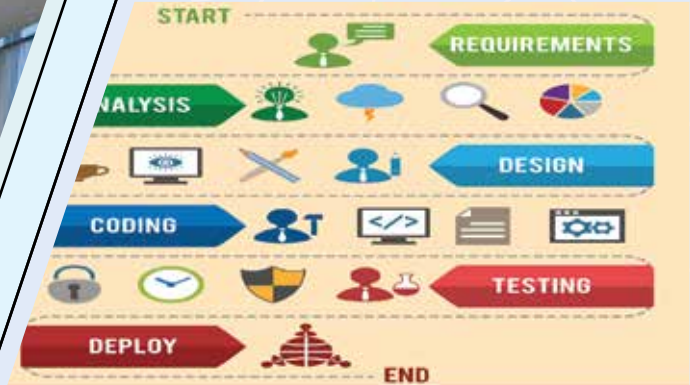 START
REQUIREMENTS
NALYSIS
DESIGN
CODING
T
</>
TESTING
DEPLOY
END